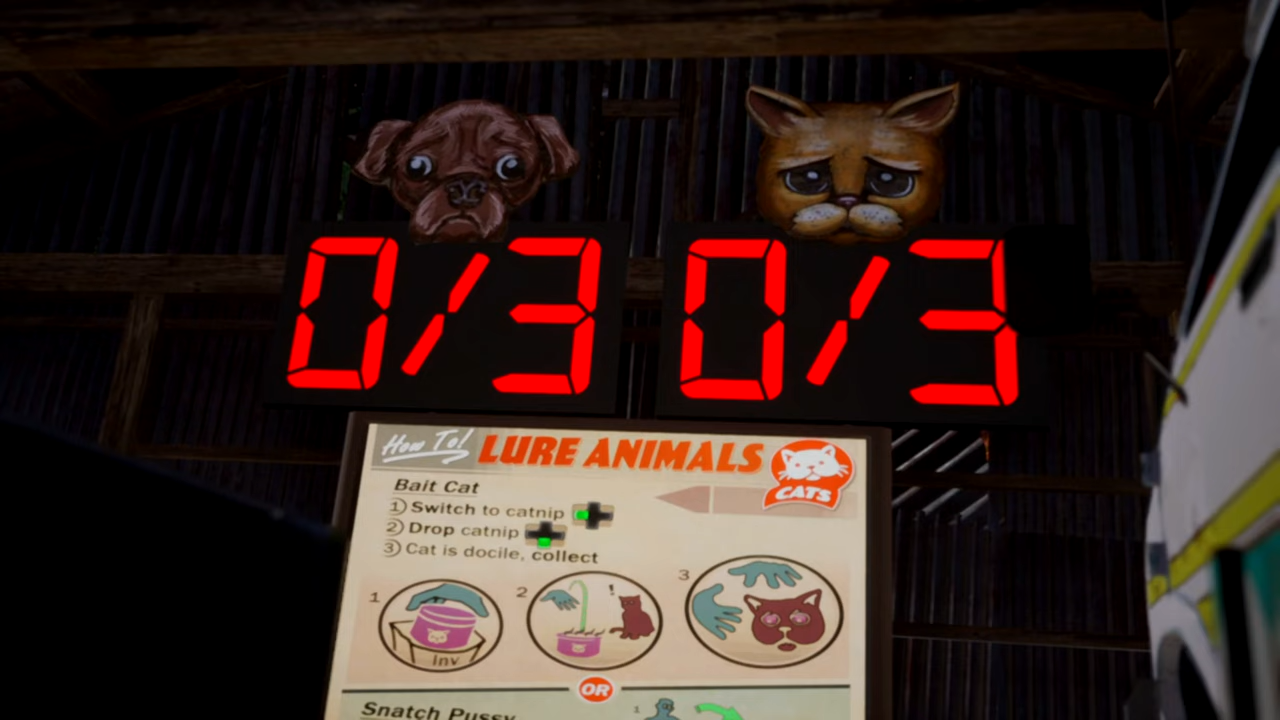 0/3 0/3
How To! LURE ANIMALS
CATS
Bait Cat
1) Switch to catnip
2) Drop catnip
3) Cat is docile, collect
1 2 3
!
inv
OR
Snatch Pussy
1